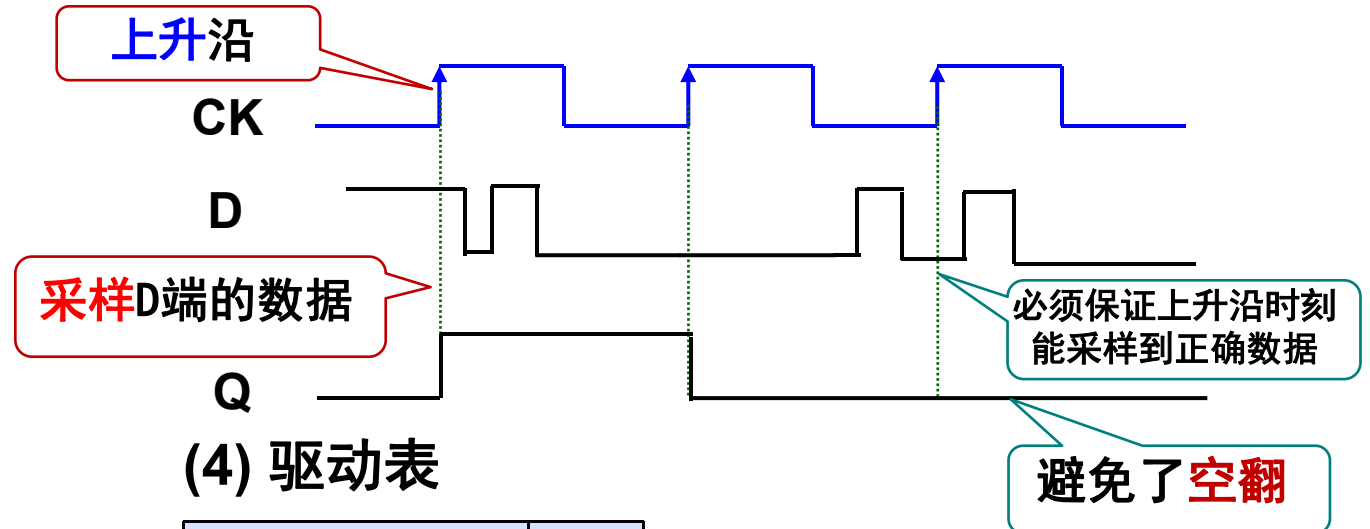 上升沿
CK
D
采样D端的数据
必须保证上升沿时刻
能采样到正确数据
Q
(4) 驱动表
避免了空翻